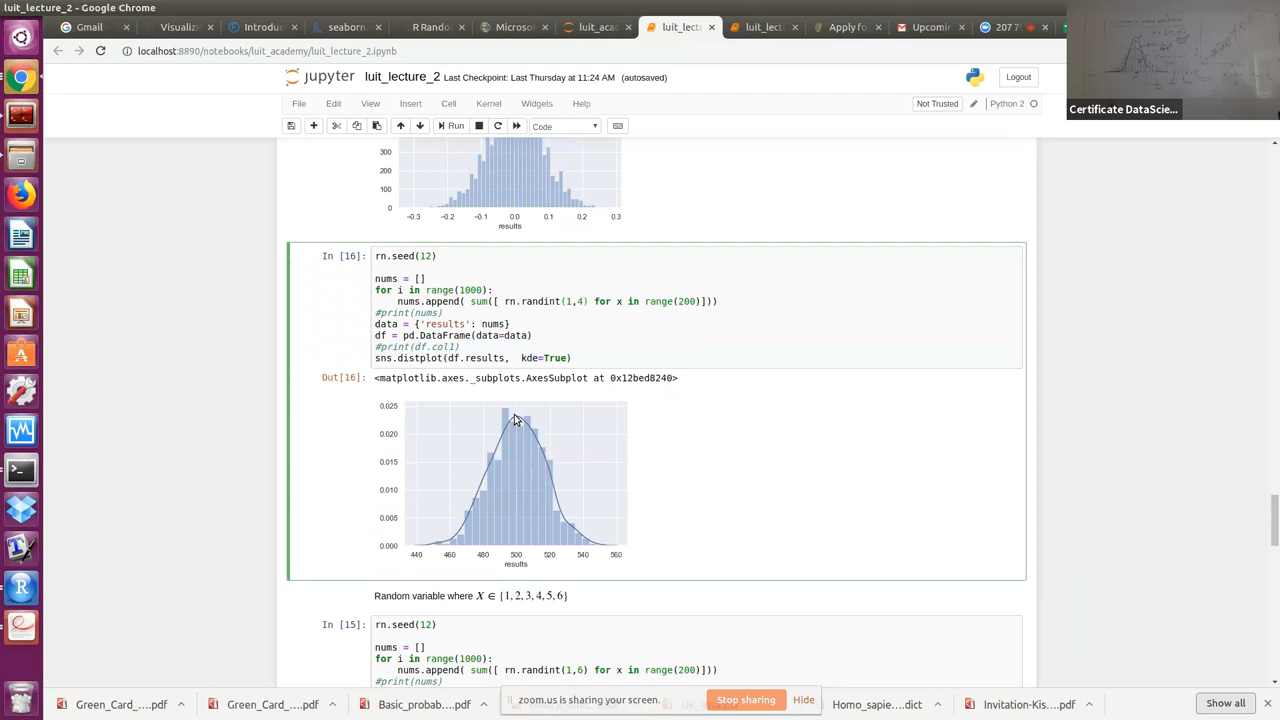 luit_lecture_2 - Google Chrome
Gmail
Visualiz
Introduc
seaborn
R Random
Microsof
luit_aca
luit_lect
luit_lect
Apply fo
Upcomi
207 7
localhost:8890/notebooks/luit_academy/luit_lecture_2.ipynb
Certificate DataScie...
jupyter
luit_lecture_2 Last Checkpoint: Last Thursday at 11:24 AM (autosaved)
Logout
File Edit View Insert Cell Kernel Widgets Help
Not Trusted
Python 2
Run
Code
300
200
100
0
−0.3 −0.2 −0.1 0.0 0.1 0.2 0.3
results
In [16]:
rn.seed(12)
nums = []
for i in range(1000):
nums.append( sum([ rn.randint(1,4) for x in range(200)]))
#print(nums)
data = {'results': nums}
df = pd.DataFrame(data=data)
#print(df.col1)
sns.distplot(df.results,  kde=True)
Out[16]:
<matplotlib.axes._subplots.AxesSubplot at 0x12bed8240>
0.025
0.020
0.015
0.010
0.005
0.000
440 460 480 500 520 540 560
results
Random variable where X ∈ {1, 2, 3, 4, 5, 6}
In [15]:
rn.seed(12)
nums = []
for i in range(1000):
nums.append( sum([ rn.randint(1,6) for x in range(200)]))
#print(nums)
zoom.us is sharing your screen.
Stop sharing
Hide
Green_Card_....pdf
Green_Card_....pdf
Basic_probab....pdf
Homo_sapie....dict
Invitation-Kis....pdf
Show all